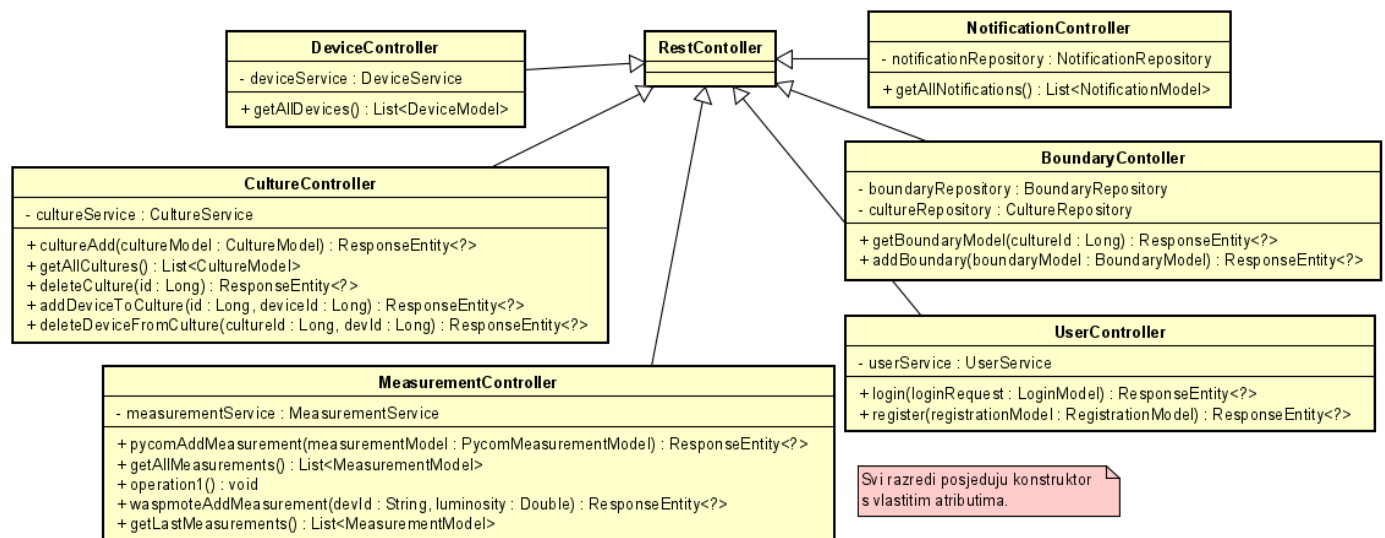 DeviceController
- deviceService : DeviceService
+ getAllDevices() : List<DeviceModel>
RestContoller
NotificationController
- notificationRepository : NotificationRepository
+ getAllNotifications() : List<NotificationModel>
CultureController
- cultureService : CultureService
+ cultureAdd(cultureModel : CultureModel) : ResponseEntity<?>
+ getAllCultures() : List<CultureModel>
+ deleteCulture(id : Long) : ResponseEntity<?>
+ addDeviceToCulture(id : Long, deviceId : Long) : ResponseEntity<?>
+ deleteDeviceFromCulture(cultureId : Long, devId : Long) : ResponseEntity<?>
BoundaryContoller
- boundaryRepository : BoundaryRepository
- cultureRepository : CultureRepository
+ getBoundaryModel(cultureId : Long) : ResponseEntity<?>
+ addBoundary(boundaryModel : BoundaryModel) : ResponseEntity<?>
UserController
- userService : UserService
+ login(loginRequest : LoginModel) : ResponseEntity<?>
+ register(registrationModel : RegistrationModel) : ResponseEntity<?>
MeasurementController
- measurementService : MeasurementService
+ pycomAddMeasurement(measurementModel : PycomMeasurementModel) : ResponseEntity<?>
+ getAllMeasurements() : List<MeasurementModel>
+ operation1() : void
+ waspmoteAddMeasurement(devId : String, luminosity : Double) : ResponseEntity<?>
+ getLastMeasurements() : List<MeasurementModel>
Svi razredi posjeduju konstruktor
s vlastitim atributima.